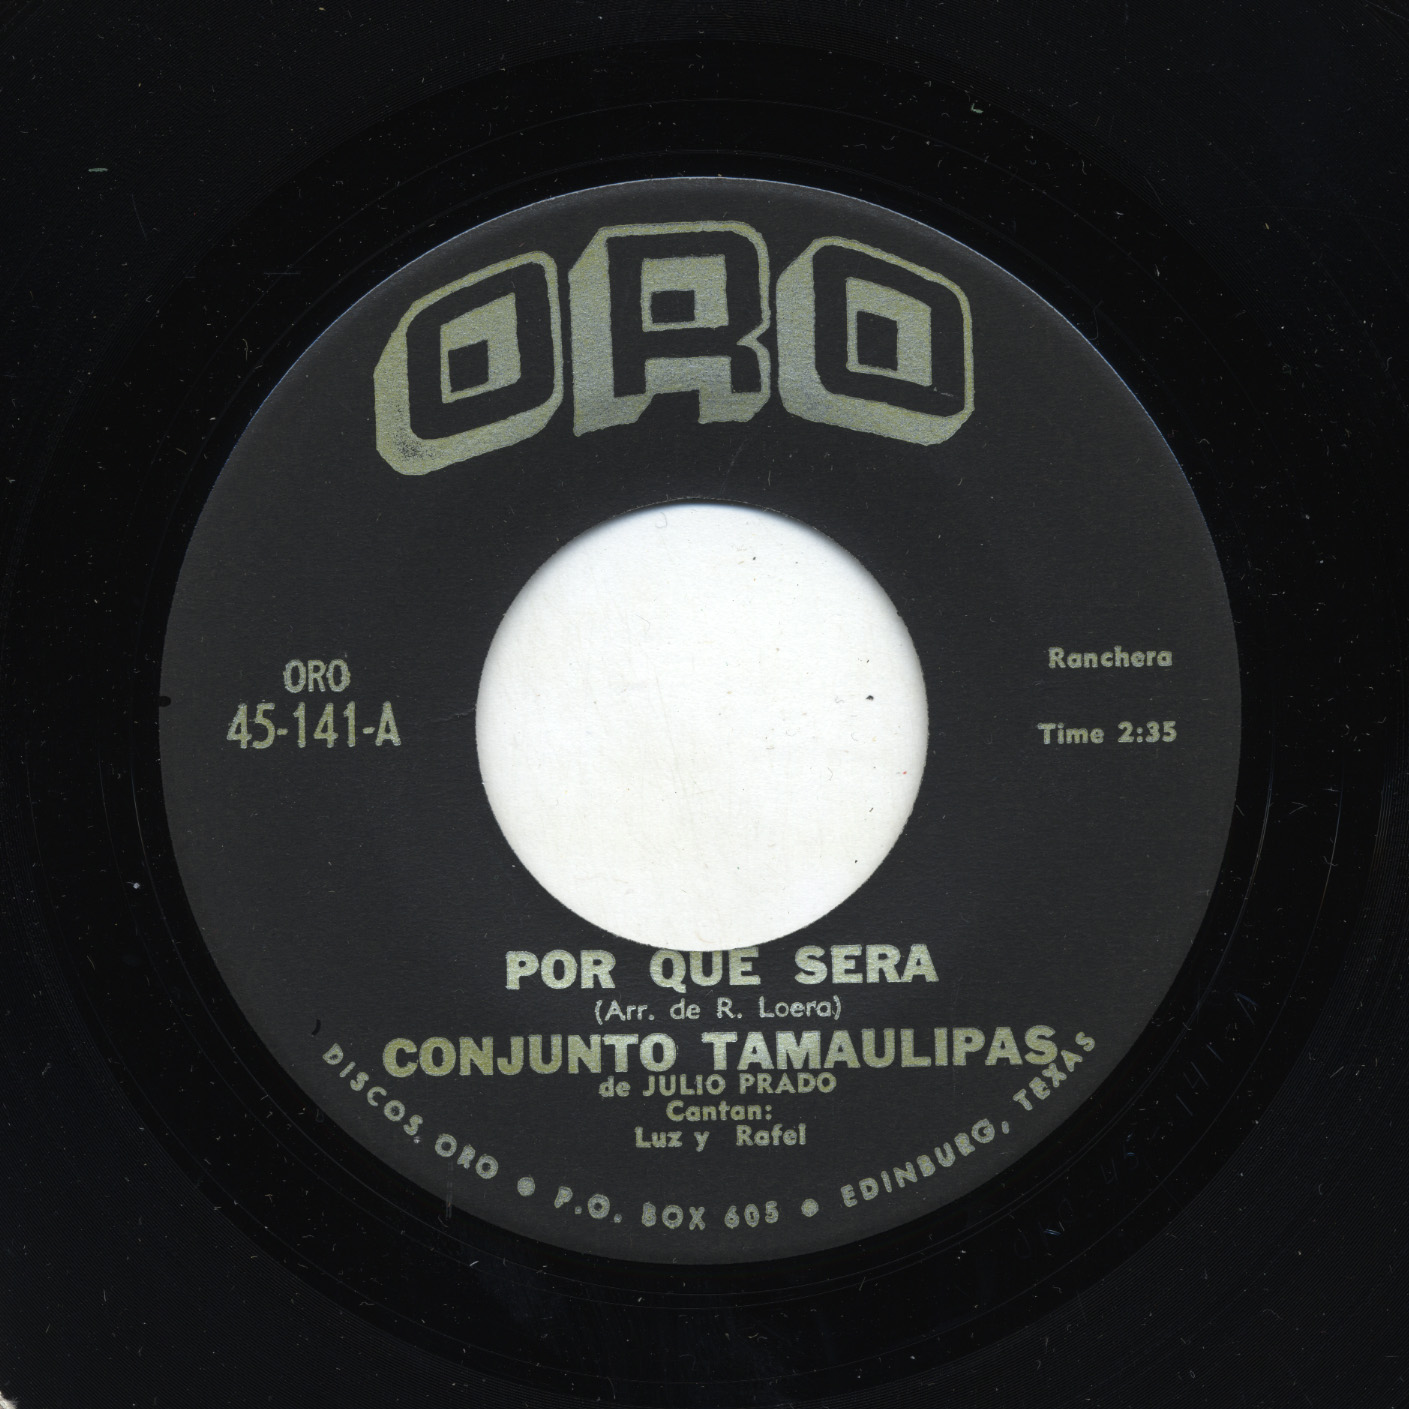 ORO
ORO
45-141-A
Ranchera
Time 2:35
POR QUE SERA
(Arr. de R. Loera)
CONJUNTO TAMAULIPAS
de JULIO PRADO
Cantan:
Luz y Rafel
DISCOS ORO • P.O. BOX 605 • EDINBURG, TEXAS